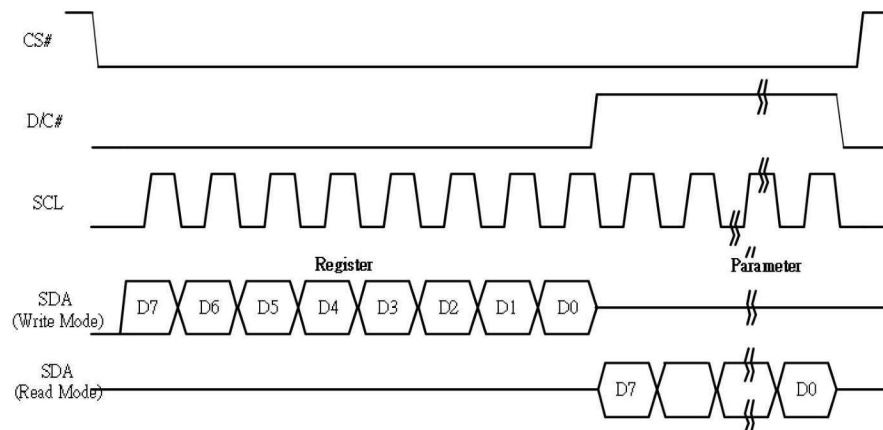 CS#
D/C#
SCL
Register Parameter
SDA
(Write Mode)
D7 D6 D5 D4 D3 D2 D1 D0
SDA
(Read Mode)
D7 D0